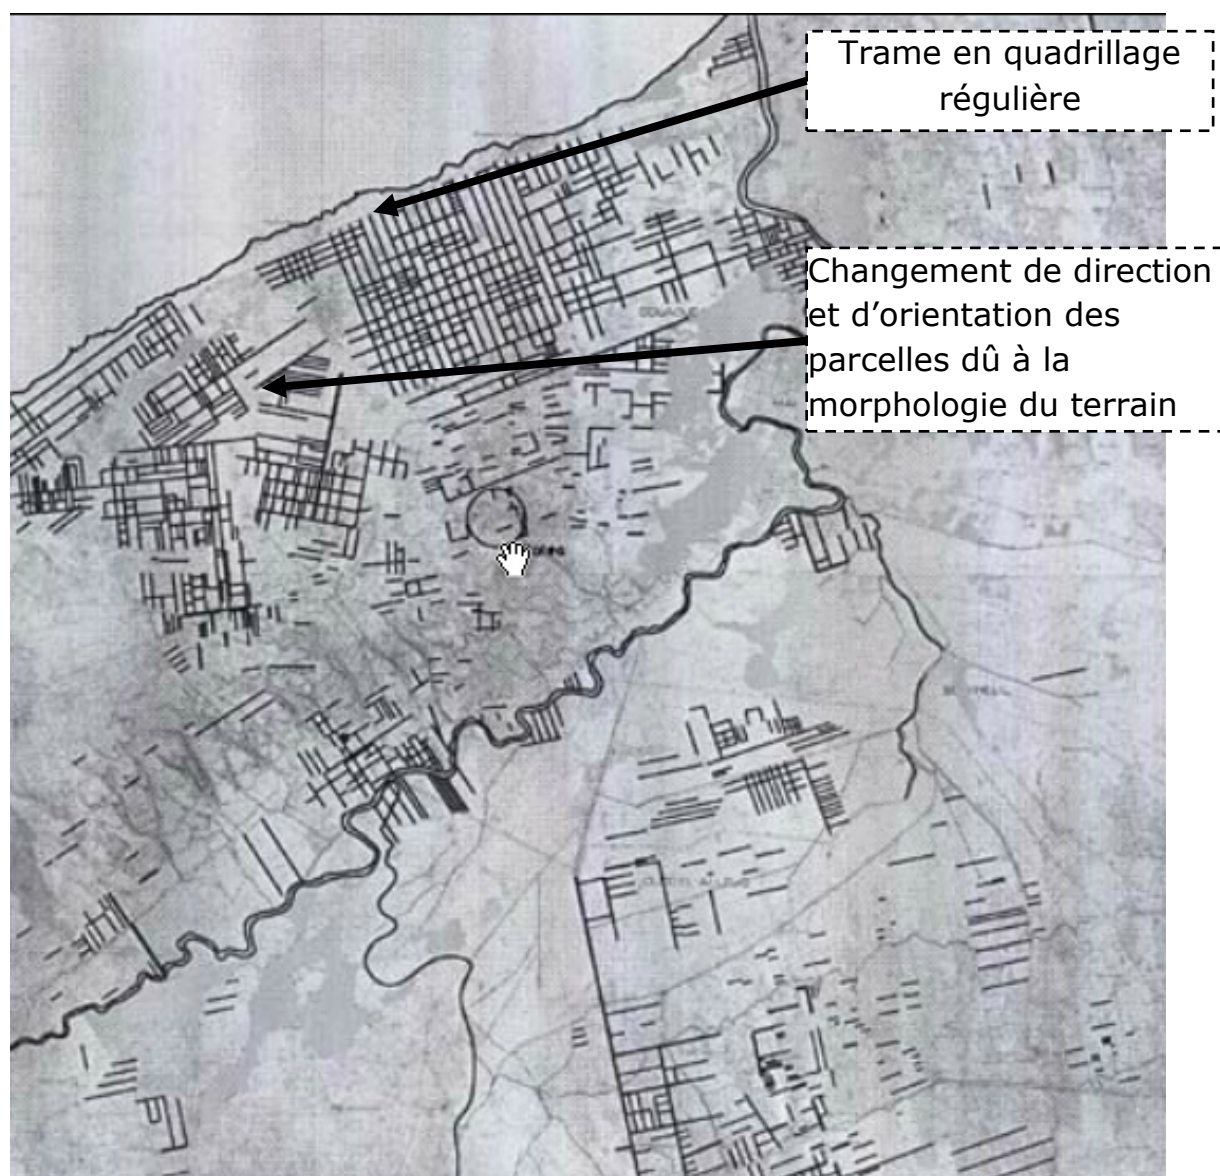 Trame en quadrillage
régulière
Changement de direction
et d'orientation des
parcelles dû à la
morphologie du terrain